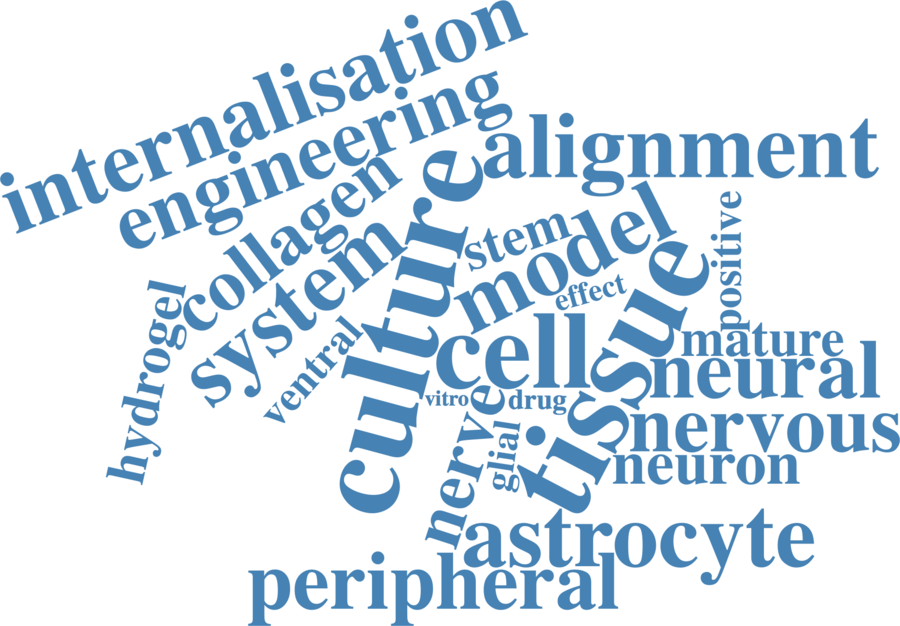 internalisation
engineering
alignment
collagen
system
culture
stem
model
positive
effect
tissue
hydrogel
ventral
cell
mature
neural
vitro
drug
nerve
glial
nervous
neuron
astrocyte
peripheral